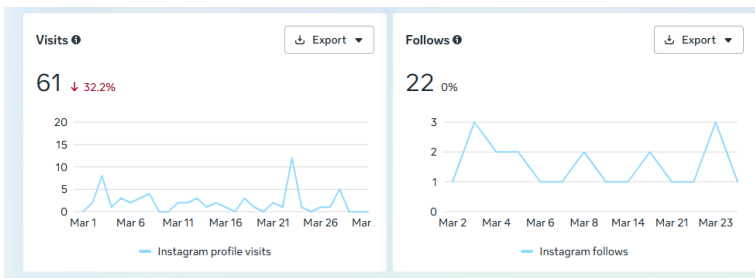 Visits
Export
61 ↓ 32.2%
20
15
10
5
0
Mar 1 Mar 6 Mar 11 Mar 16 Mar 21 Mar 26 Mar
Instagram profile visits
Follows
Export
22 0%
3
2
1
0
Mar 2 Mar 4 Mar 6 Mar 8 Mar 14 Mar 21 Mar 23
Instagram follows